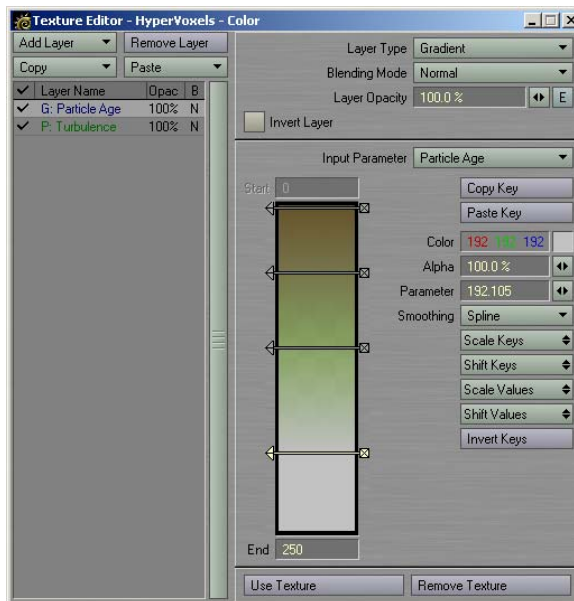 Texture Editor - HyperVoxels - Color
Add Layer Remove Layer
Copy Paste
Layer Name Opac B
G: Particle Age 100% N
P: Turbulence 100% N
Layer Type Gradient
Blending Mode Normal
Layer Opacity 100.0 % E
Invert Layer
Input Parameter Particle Age
Start 0
Copy Key
Paste Key
Color 192 192 192
Alpha 100.0 %
Parameter 192.105
Smoothing Spline
Scale Keys
Shift Keys
Scale Values
Shift Values
Invert Keys
End 250
Use Texture Remove Texture